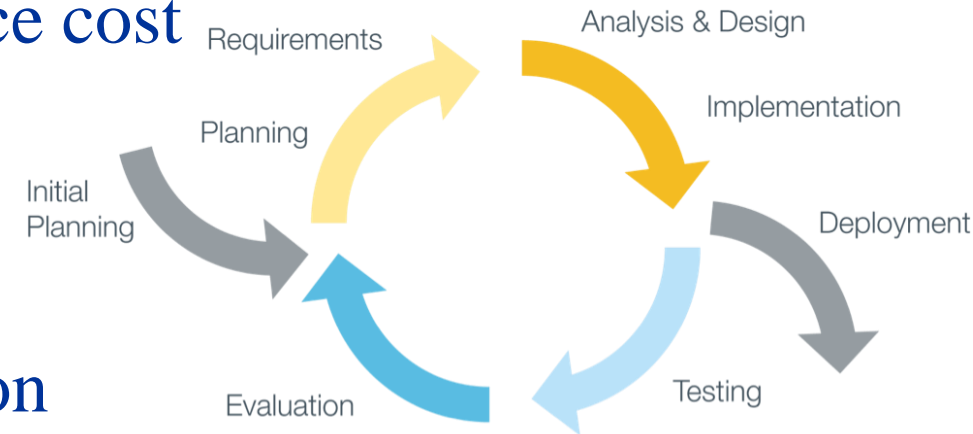 ce cost
Requirements
Analysis & Design
Implementation
Planning
Initial
Planning
Deployment
Evaluation
Testing
on